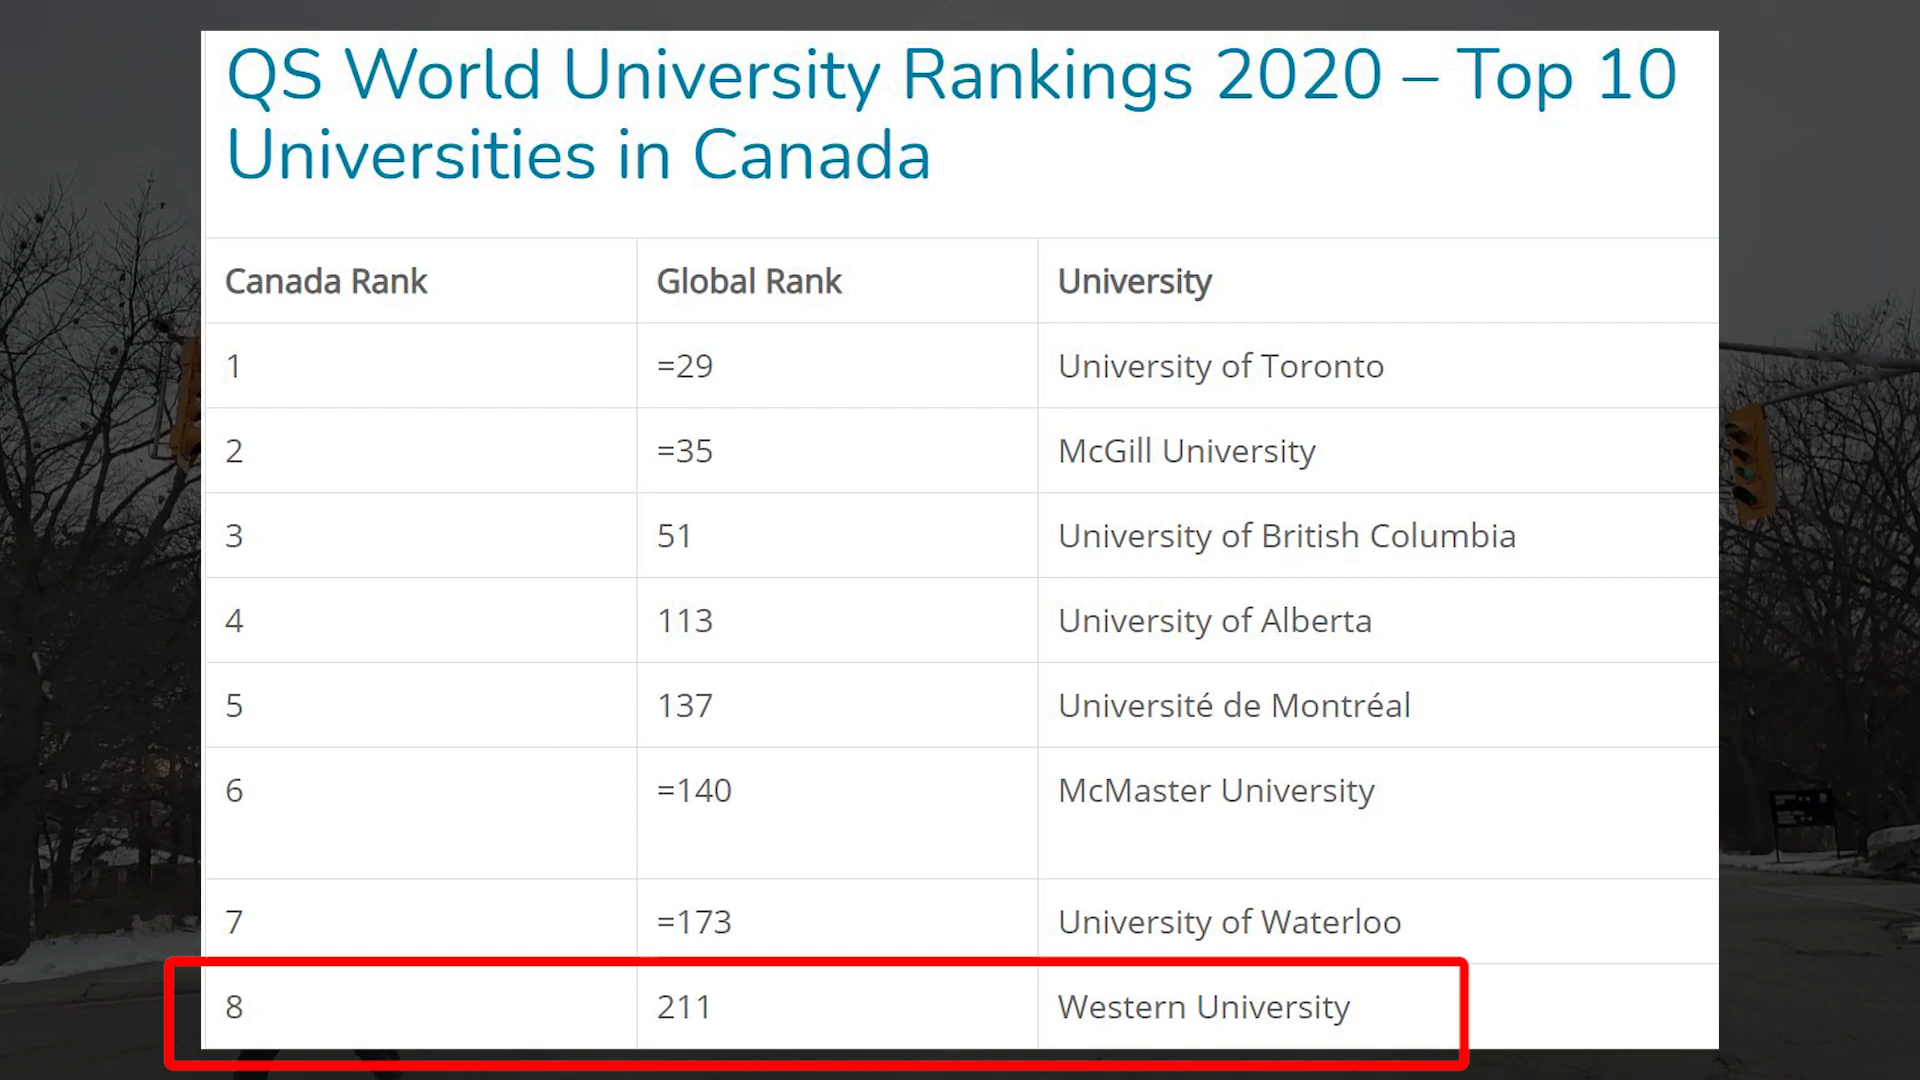 QS World University Rankings 2020 – Top 10
Universities in Canada
Canada Rank Global Rank University
1 =29 University of Toronto
2 =35 McGill University
3 51 University of British Columbia
4 113 University of Alberta
5 137 Université de Montréal
6 =140 McMaster University
7 =173 University of Waterloo
8 211 Western University